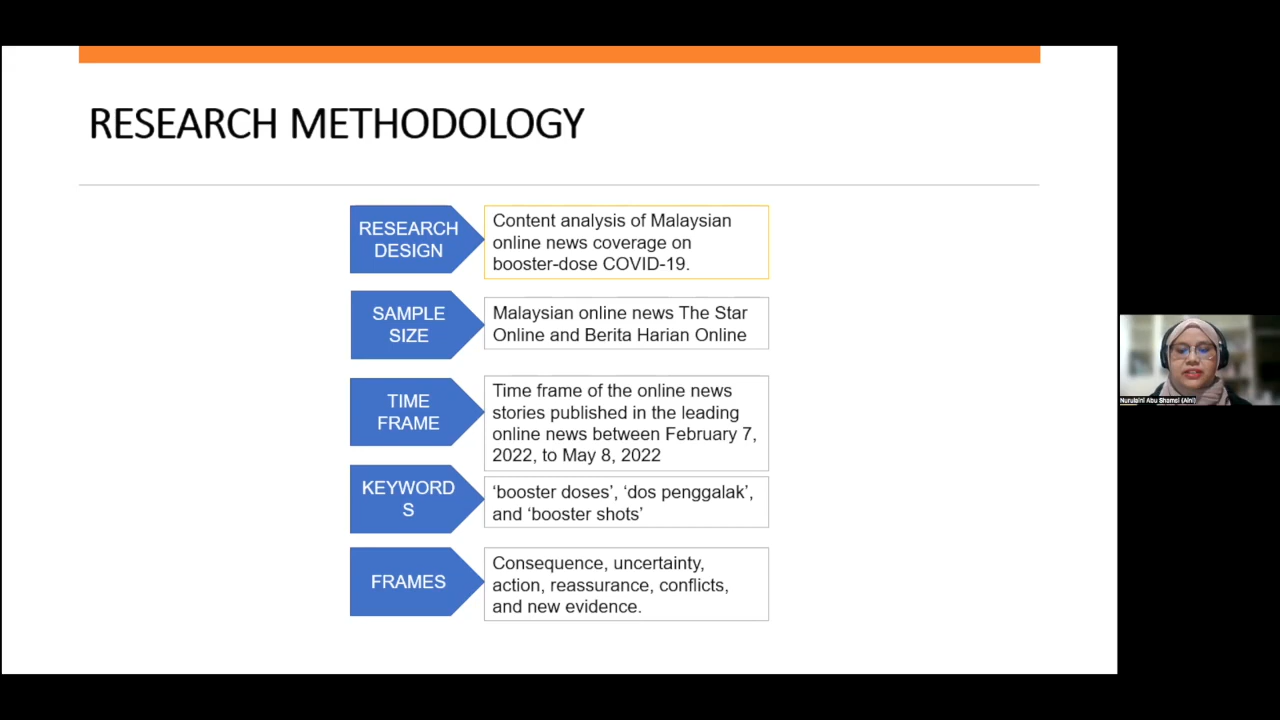 RESEARCH METHODOLOGY
RESEARCH
DESIGN
Content analysis of Malaysian
online news coverage on
booster-dose COVID-19.
SAMPLE
SIZE
Malaysian online news The Star
Online and Berita Harian Online
TIME
FRAME
Time frame of the online news
stories published in the leading
online news between February 7,
2022, to May 8, 2022
KEYWORD
S
‘booster doses’, ‘dos penggalak’,
and ‘booster shots’
FRAMES
Consequence, uncertainty,
action, reassurance, conflicts,
and new evidence.
Nurulaini Abu Shamsi (Aini)